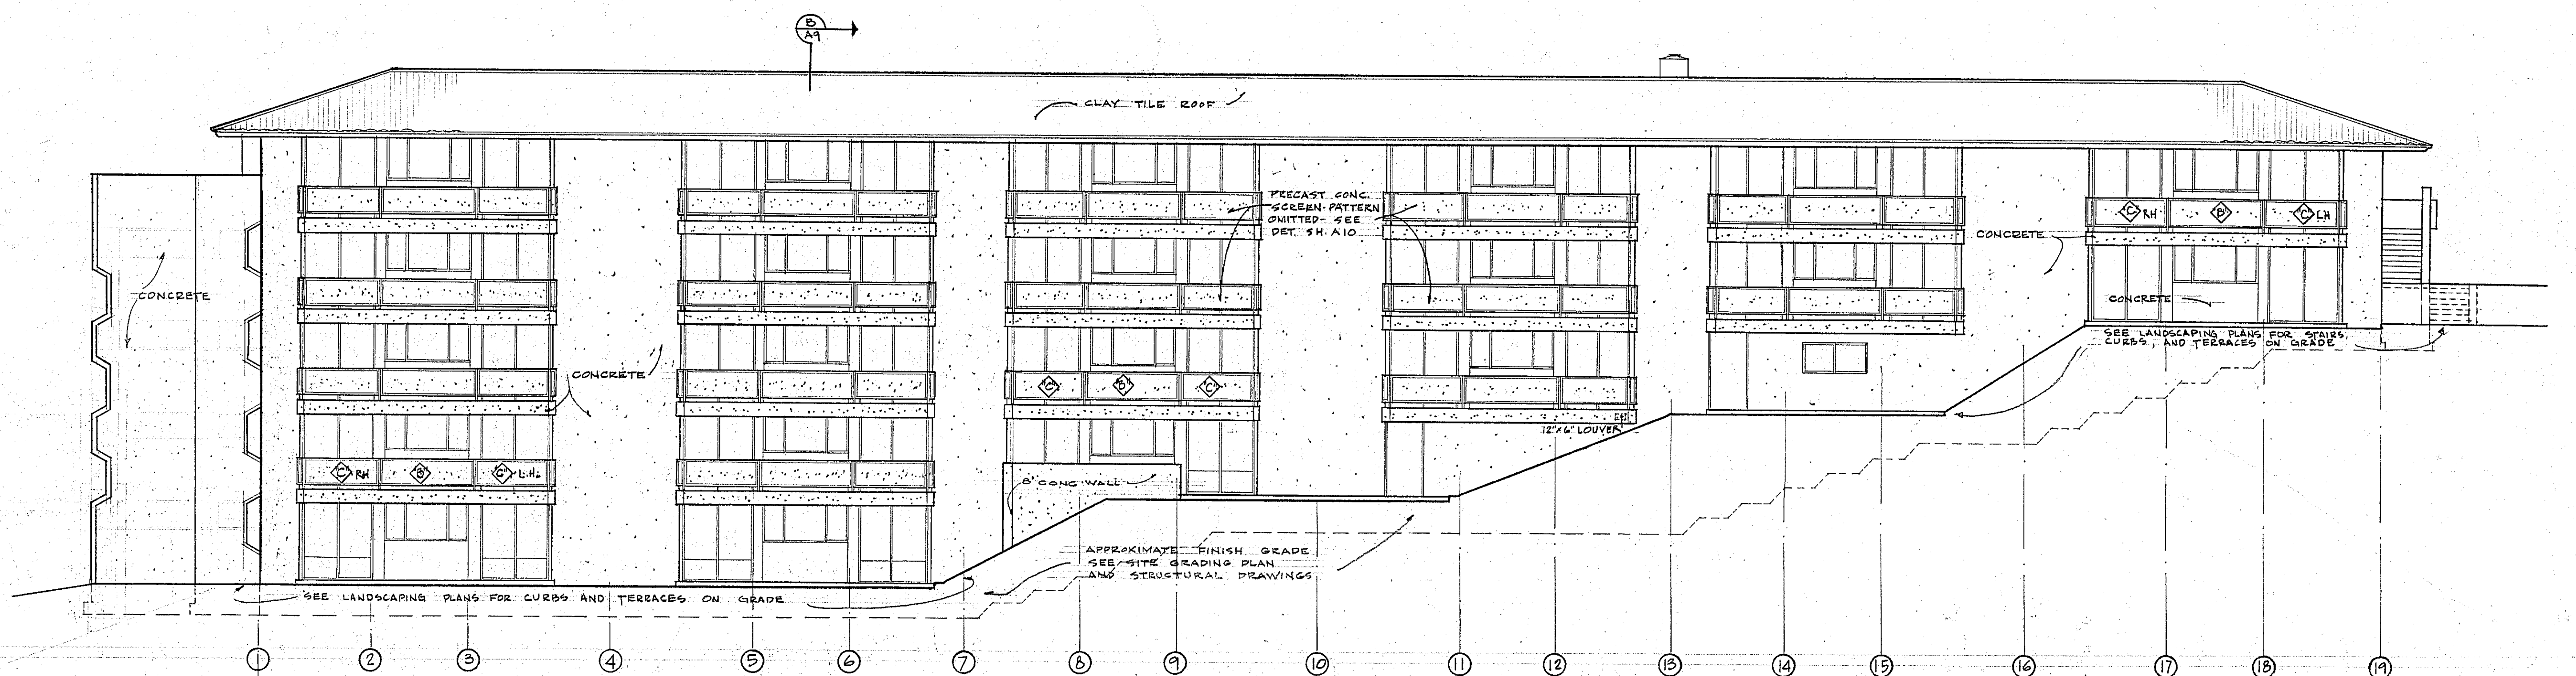 B
A9
CLAY TILE ROOF
PRECAST CONC.
SCREEN-PATTERN
OMITTED- SEE
DET. SH. A10
"C" RH
"B"
"C" LH
CONCRETE
CONCRETE
CONCRETE
CONCRETE
SEE LANDSCAPING PLANS FOR STAIRS,
CURBS, AND TERRACES ON GRADE
"C"
"B"
"C"
12"x6" LOUVER
"C" RH
"B"
"C" L.H.
8" CONC. WALL
APPROXIMATE FINISH GRADE
SEE SITE GRADING PLAN
AND STRUCTURAL DRAWINGS
SEE LANDSCAPING PLANS FOR CURBS AND TERRACES ON GRADE
1 2 3 4 5 6 7 8 9 10 11 12 13 14 15 16 17 18 19